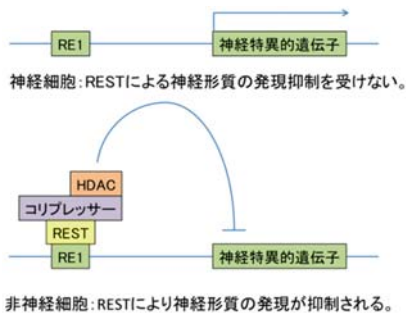 RE1 神経特異的遺伝子
神経細胞：RESTによる神経形質の発現抑制を受けない。
HDAC
コリプレッサー
REST
RE1 神経特異的遺伝子
非神経細胞：RESTにより神経形質の発現が抑制される。